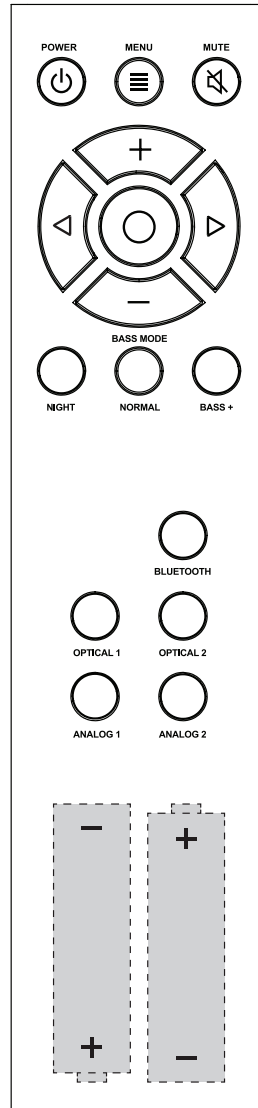 POWER MENU MUTE
+
−
BASS MODE
NIGHT NORMAL BASS +
BLUETOOTH
OPTICAL 1 OPTICAL 2
ANALOG 1 ANALOG 2
− +
+ −